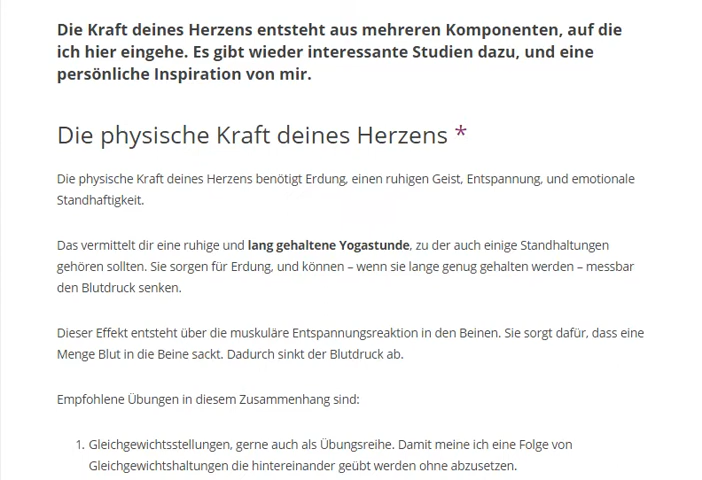 Die Kraft deines Herzens entsteht aus mehreren Komponenten, auf die
ich hier eingehe. Es gibt wieder interessante Studien dazu, und eine
persönliche Inspiration von mir.
Die physische Kraft deines Herzens *
Die physische Kraft deines Herzens benötigt Erdung, einen ruhigen Geist, Entspannung, und emotionale
Standhaftigkeit.
Das vermittelt dir eine ruhige und lang gehaltene Yogastunde, zu der auch einige Standhaltungen
gehören sollten. Sie sorgen für Erdung, und können – wenn sie lange genug gehalten werden – messbar
den Blutdruck senken.
Dieser Effekt entsteht über die muskuläre Entspannungsreaktion in den Beinen. Sie sorgt dafür, dass eine
Menge Blut in die Beine sackt. Dadurch sinkt der Blutdruck ab.
Empfohlene Übungen in diesem Zusammenhang sind:
1. Gleichgewichtsstellungen, gerne auch als Übungsreihe. Damit meine ich eine Folge von
Gleichgewichtshaltungen die hintereinander geübt werden ohne abzusetzen.